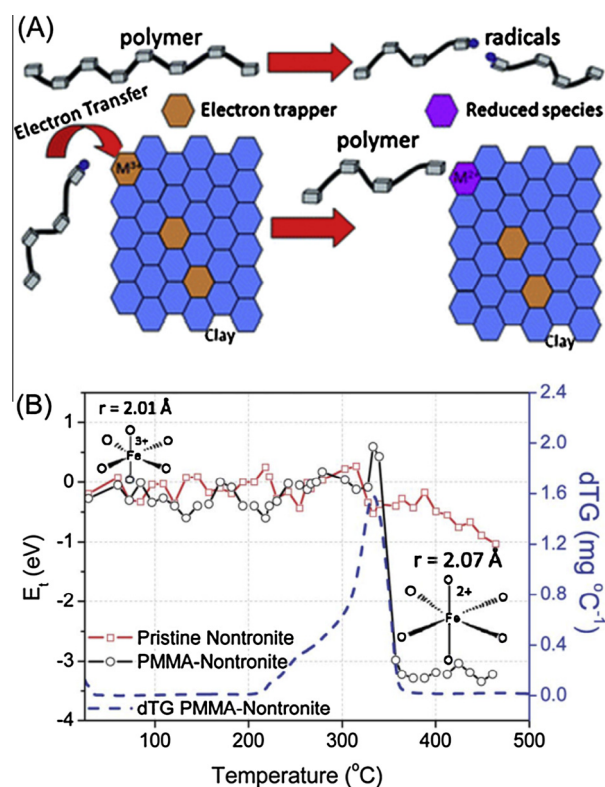 (A)
polymer
radicals
Electron Transfer
Electron trapper
Reduced species
polymer
M³⁺
M²⁺
Clay
Clay
(B)
r = 2.01 Å
O
O O
3+
Fe
O O
O
r = 2.07 Å
O
O O
2+
Fe
O O
O
1
0
-1
-2
-3
-4
Eₜ (eV)
2.4
2.0
1.6
1.2
0.8
0.4
0.0
dTG (mg °C⁻¹)
Pristine Nontronite
PMMA-Nontronite
dTG PMMA-Nontronite
100 200 300 400 500
Temperature (°C)